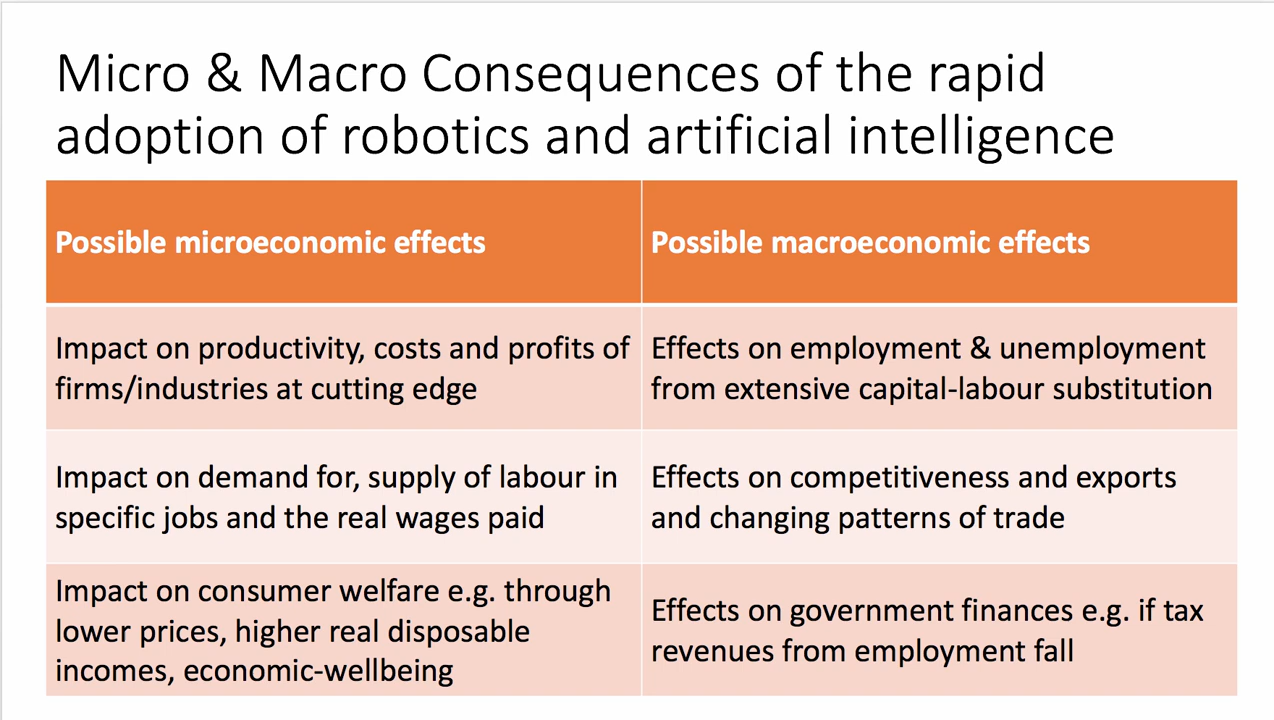 Micro & Macro Consequences of the rapid
adoption of robotics and artificial intelligence
Possible microeconomic effects
Possible macroeconomic effects
Impact on productivity, costs and profits of
firms/industries at cutting edge
Effects on employment & unemployment
from extensive capital-labour substitution
Impact on demand for, supply of labour in
specific jobs and the real wages paid
Effects on competitiveness and exports
and changing patterns of trade
Impact on consumer welfare e.g. through
lower prices, higher real disposable
incomes, economic-wellbeing
Effects on government finances e.g. if tax
revenues from employment fall